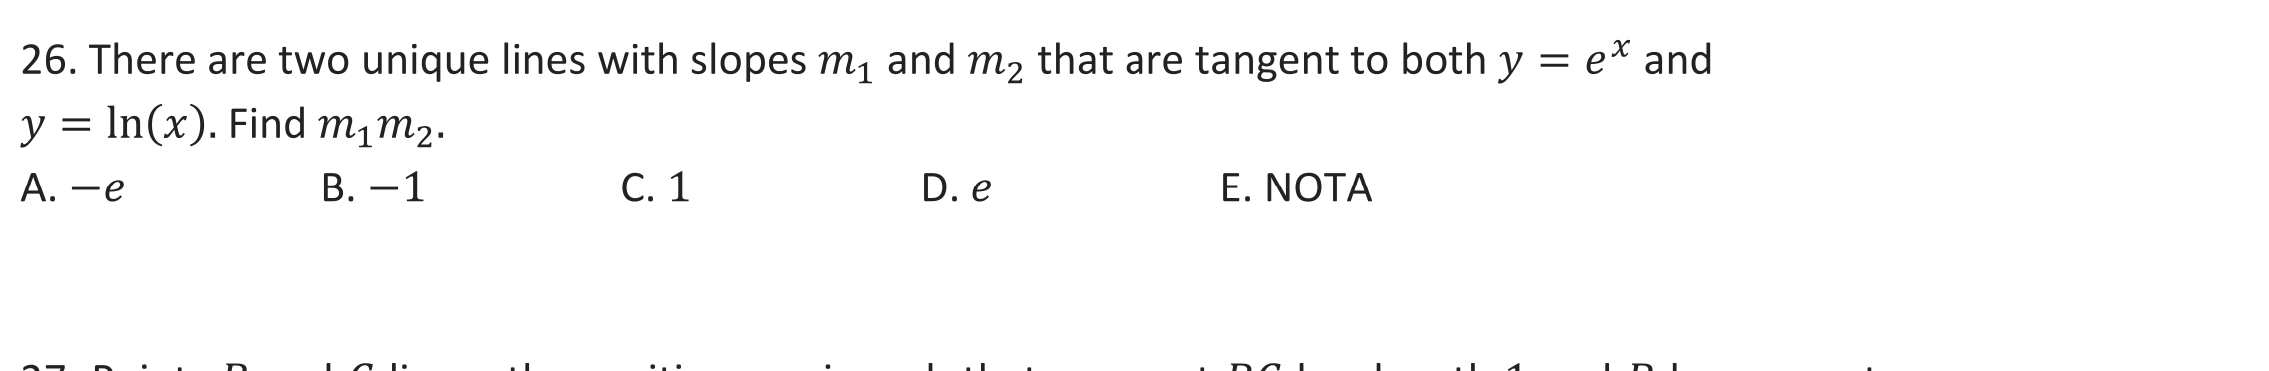 26. There are two unique lines with slopes m₁ and m₂ that are tangent to both y = eˣ and
y = ln(x). Find m₁m₂.
A. −e B. −1 C. 1 D. e E. NOTA